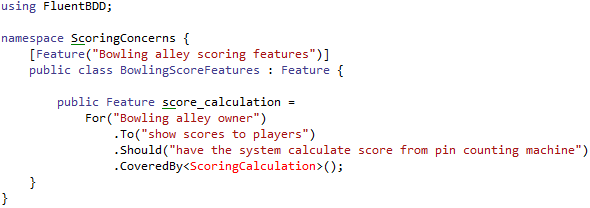 using FluentBDD;

namespace ScoringConcerns {
    [Feature("Bowling alley scoring features")]
    public class BowlingScoreFeatures : Feature {

        public Feature score_calculation =
            For("Bowling alley owner")
                .To("show scores to players")
                .Should("have the system calculate score from pin counting machine")
                .CoveredBy<ScoringCalculation>();
    }
}